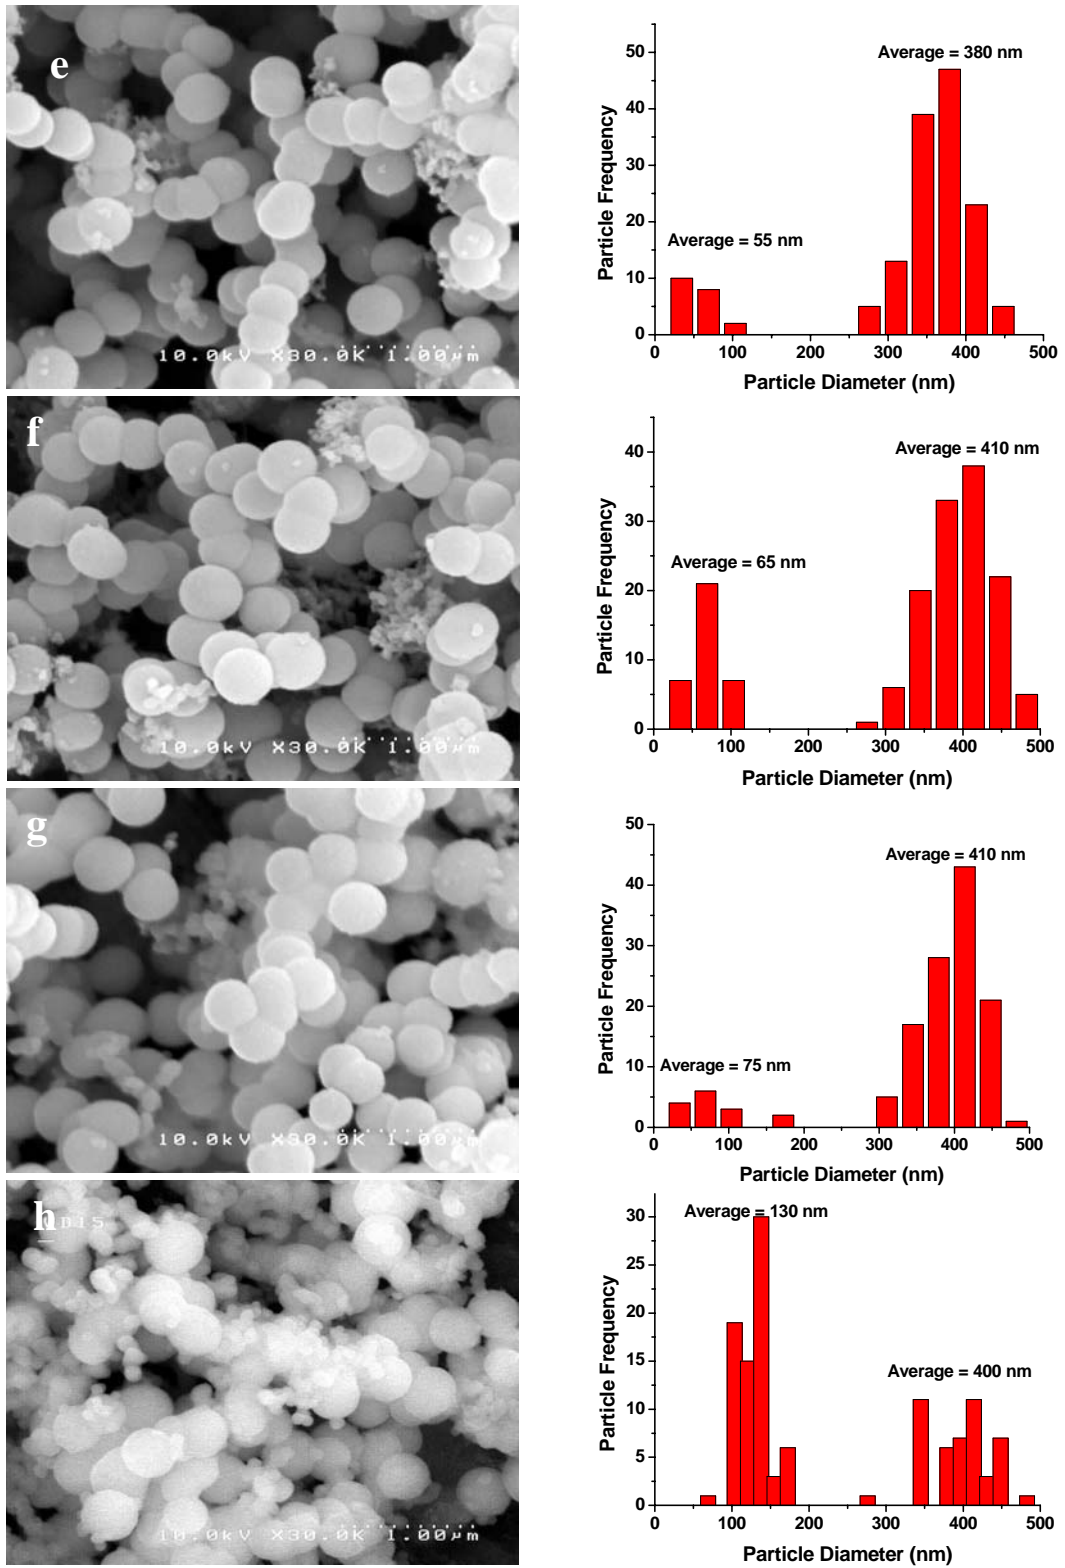 e
10.0kV X30.0K 1.00µm
50
40
30
20
10
0
0 100 200 300 400 500
Particle Frequency
Particle Diameter (nm)
Average = 380 nm
Average = 55 nm
f
10.0kV X30.0K 1.00µm
40
30
20
10
0
0 100 200 300 400 500
Particle Frequency
Particle Diameter (nm)
Average = 410 nm
Average = 65 nm
g
10.0kV X30.0K 1.00µm
50
40
30
20
10
0
0 100 200 300 400 500
Particle Frequency
Particle Diameter (nm)
Average = 410 nm
Average = 75 nm
h
10.0kV X30.0K 1.00µm
30
25
20
15
10
5
0
0 100 200 300 400 500
Particle Frequency
Particle Diameter (nm)
Average = 130 nm
Average = 400 nm